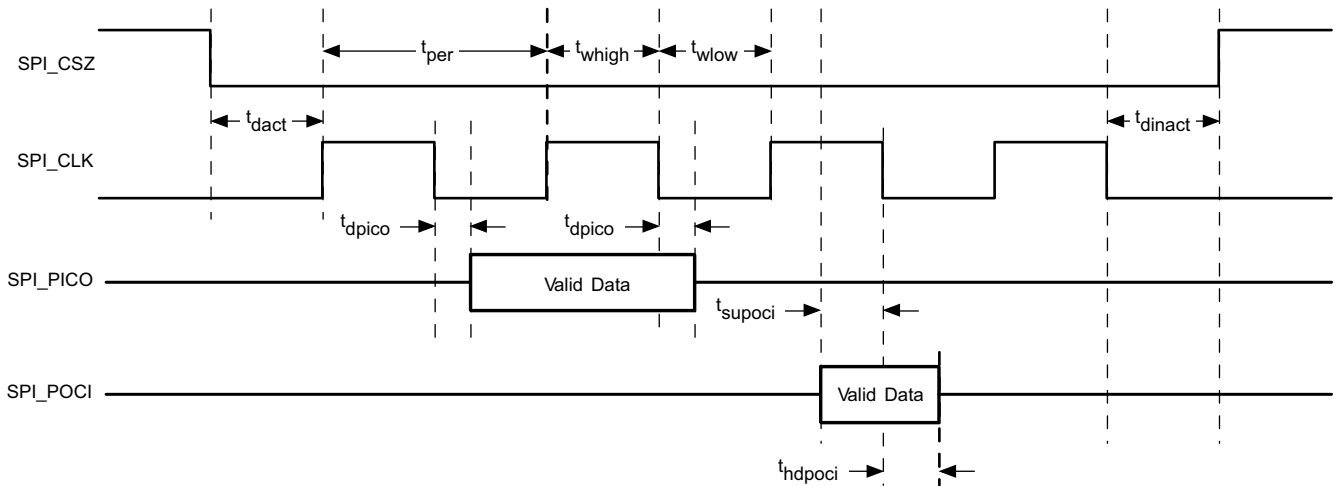 t_per
t_whigh
t_wlow
SPI_CSZ
t_dact
t_dinact
SPI_CLK
t_dpico
t_dpico
SPI_PICO
Valid Data
t_supoci
SPI_POCI
Valid Data
t_hdpoci